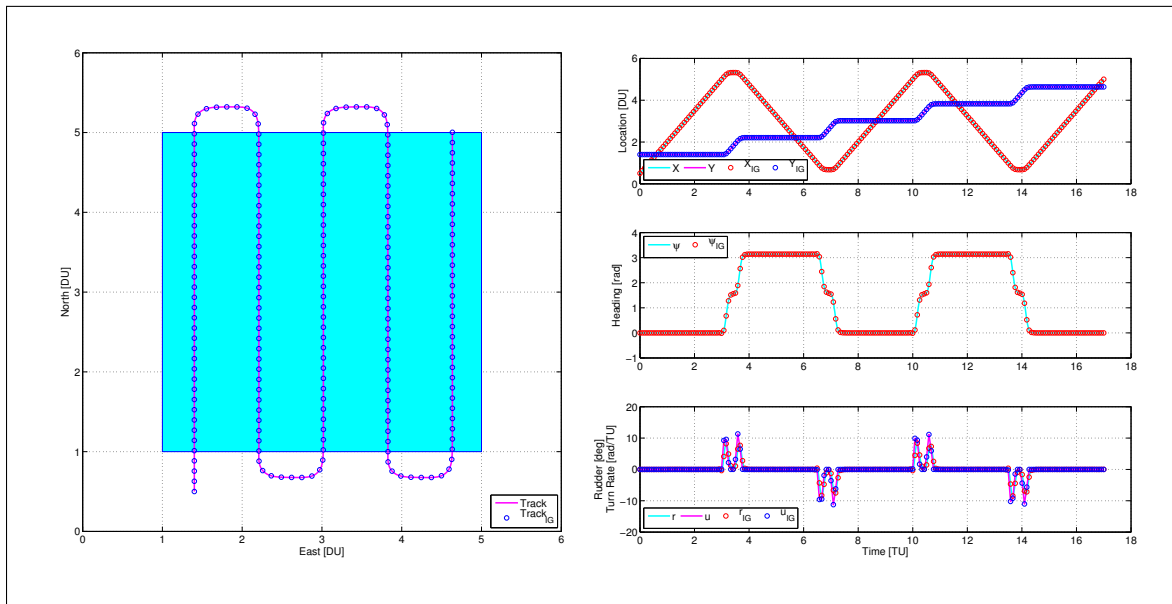 6
5
4
3
2
1
0
0 1 2 3 4 5 6
North [DU]
East [DU]
Track
Track_IG
6
4
2
0
0 2 4 6 8 10 12 14 16 18
Location [DU]
X Y X_IG Y_IG
4
3
2
1
0
−1
0 2 4 6 8 10 12 14 16 18
Heading [rad]
ψ ψ_IG
20
10
0
−10
−20
0 2 4 6 8 10 12 14 16 18
Rudder [deg]
Turn Rate [rad/TU]
r u r_IG u_IG
Time [TU]